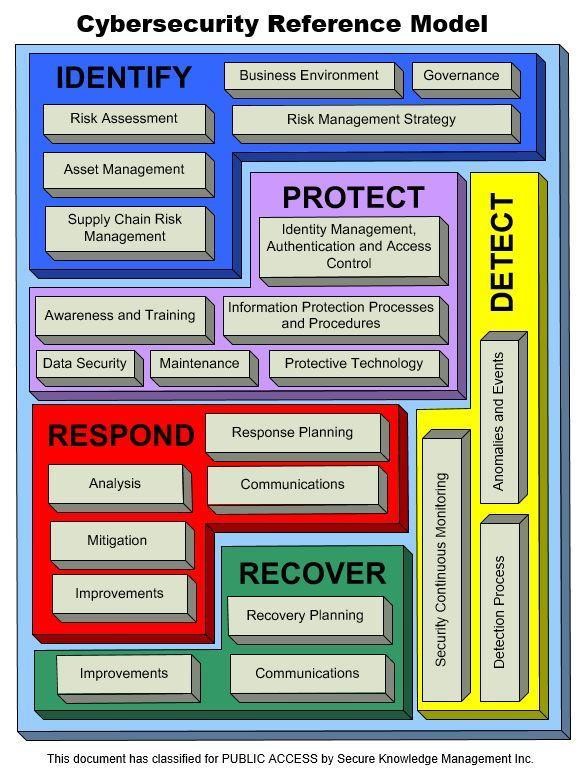 Cybersecurity Reference Model
IDENTIFY
Business Environment
Governance
Risk Assessment
Risk Management Strategy
Asset Management
Supply Chain Risk
Management
PROTECT
Identity Management,
Authentication and Access
Control
Awareness and Training
Information Protection Processes
and Procedures
Data Security
Maintenance
Protective Technology
DETECT
Anomalies and Events
Security Continuous Monitoring
Detection Process
RESPOND
Response Planning
Analysis
Communications
Mitigation
Improvements
RECOVER
Recovery Planning
Improvements
Communications
This document has classified for PUBLIC ACCESS by Secure Knowledge Management Inc.